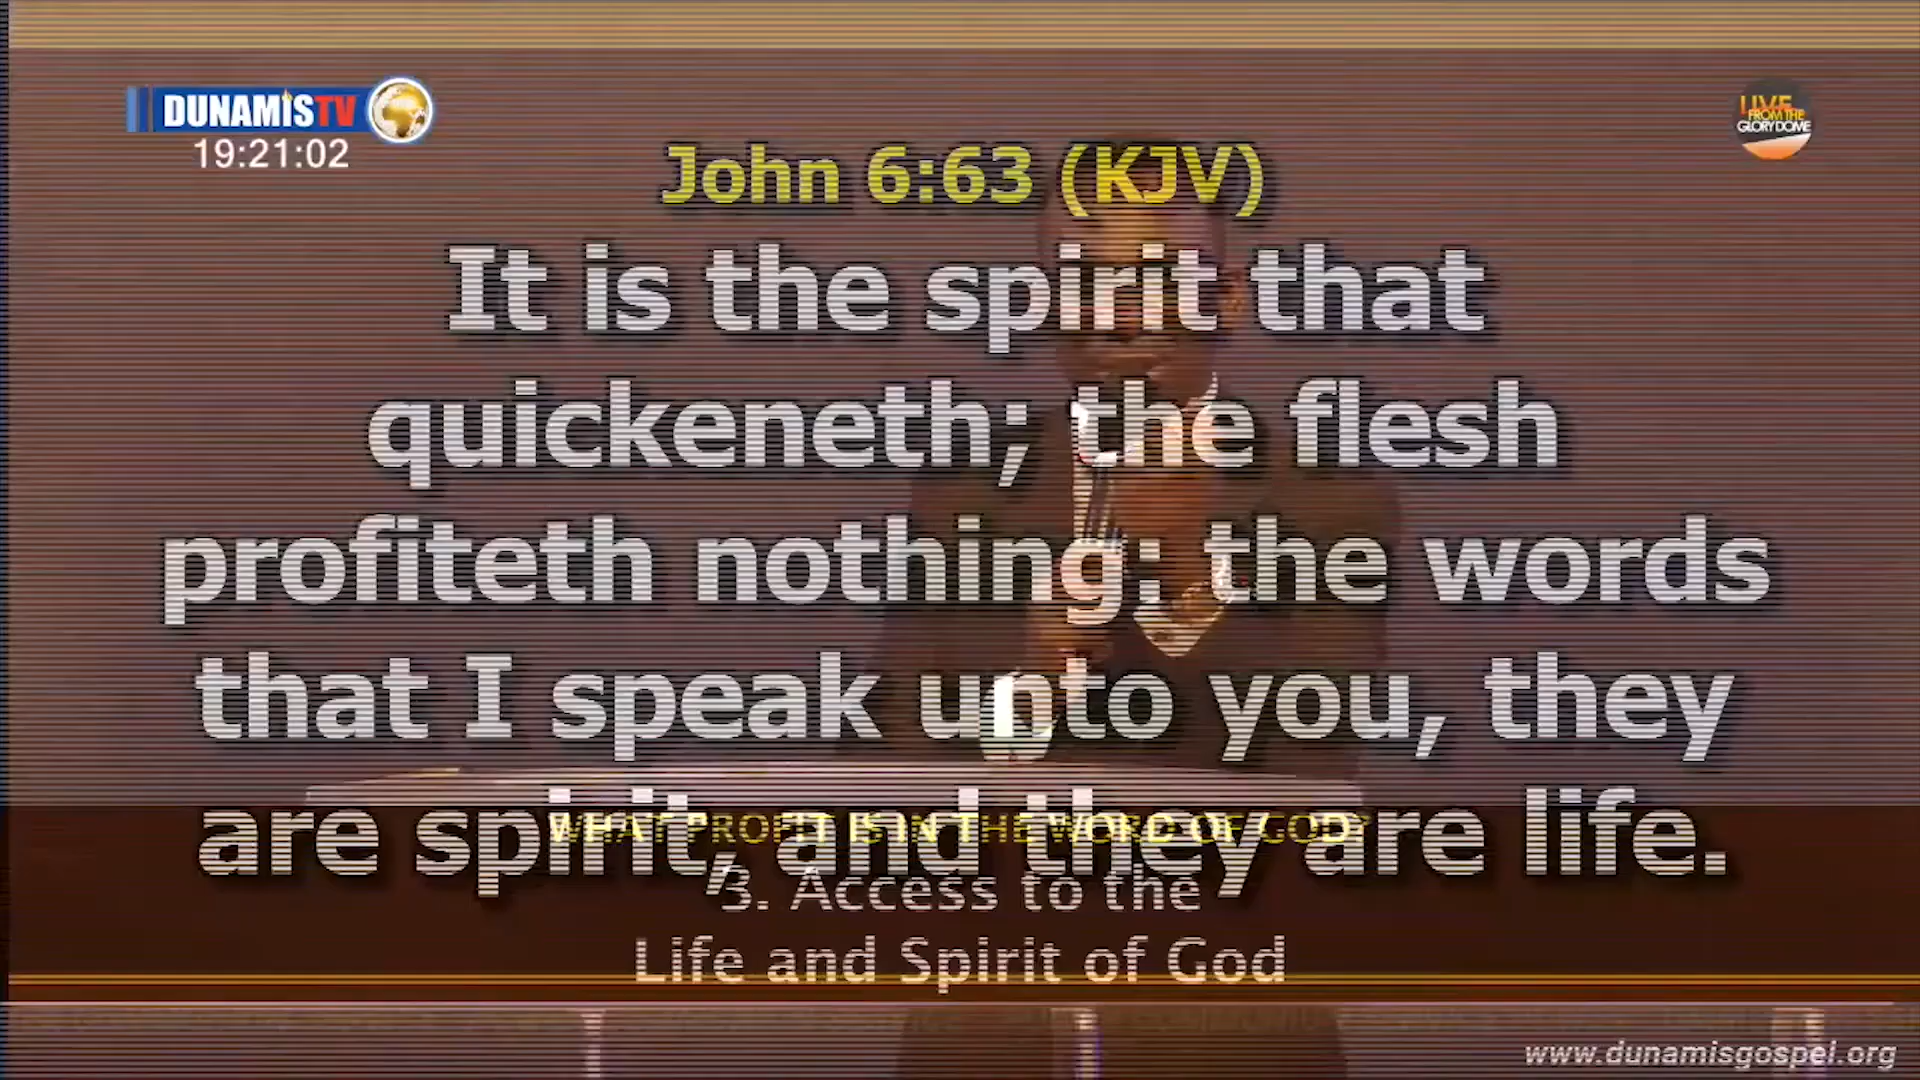 DUNAMIS TV
19:21:02
LIVE
FROM THE
GLORY DOME
John 6:63 (KJV)
It is the spirit that
quickeneth; the flesh
profiteth nothing: the words
that I speak unto you, they
are spirit, and they are life.
WHAT PROFIT IS IN THE WORD OF GOD?
3. Access to the
Life and Spirit of God
www.dunamisgospel.org